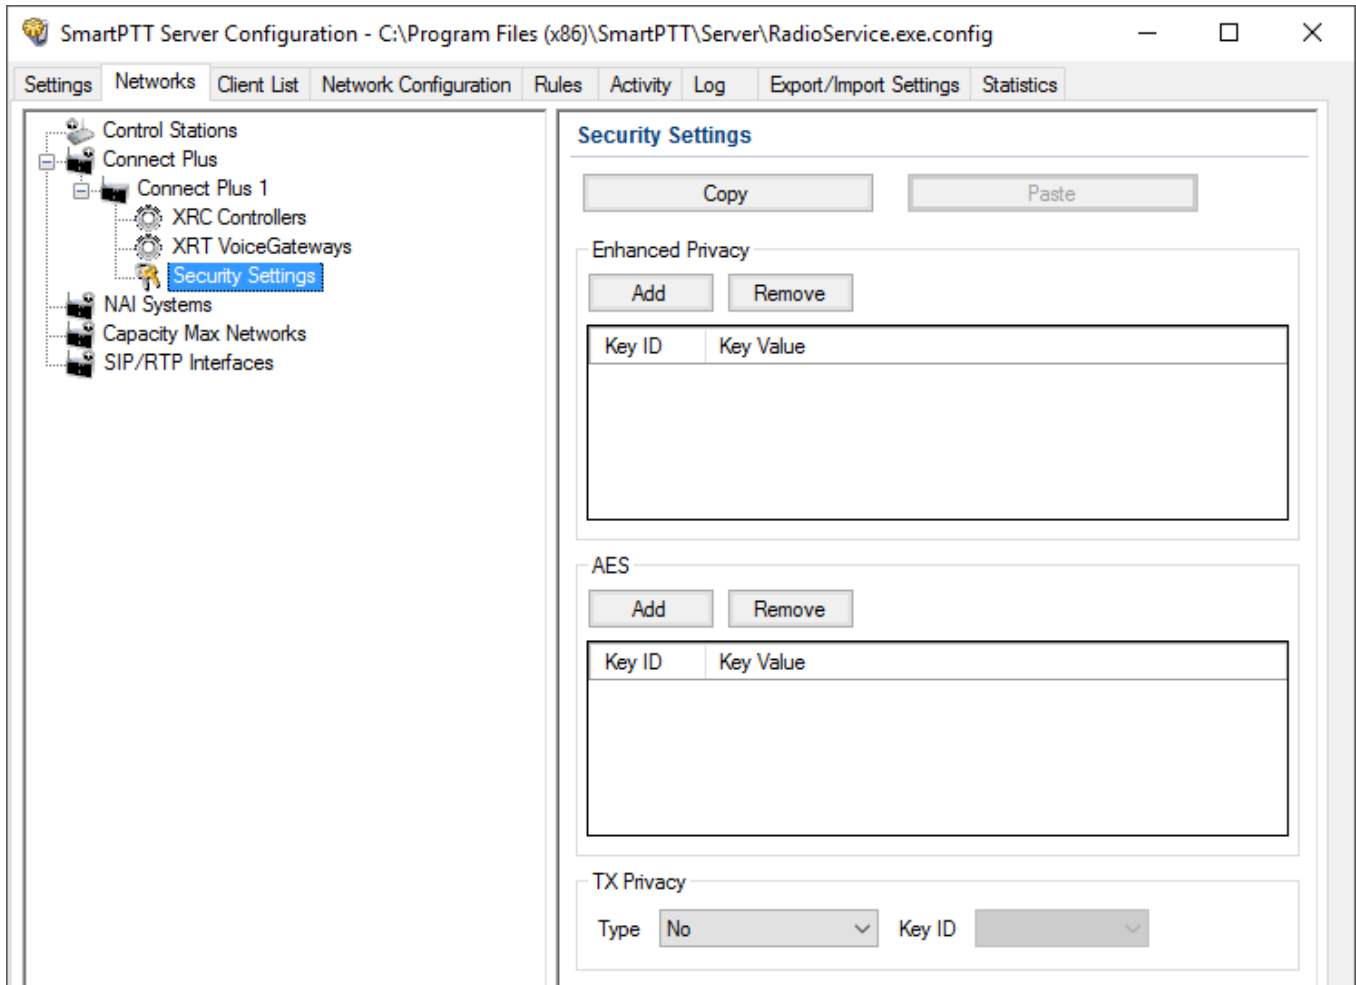 SmartPTT Server Configuration - C:\Program Files (x86)\SmartPTT\Server\RadioService.exe.config
Settings Networks Client List Network Configuration Rules Activity Log Export/Import Settings Statistics
Control Stations
Connect Plus
Connect Plus 1
XRC Controllers
XRT VoiceGateways
Security Settings
NAI Systems
Capacity Max Networks
SIP/RTP Interfaces
Security Settings
Copy Paste
Enhanced Privacy
Add Remove
Key ID Key Value
AES
Add Remove
Key ID Key Value
TX Privacy
Type No Key ID